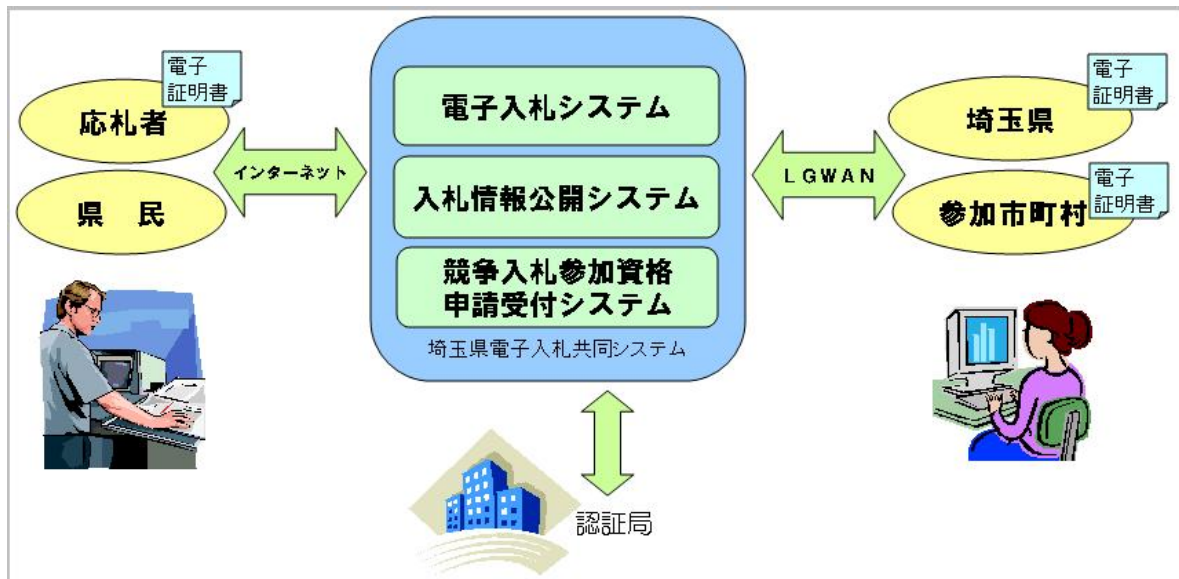 電子
証明書
応札者
県　民
インターネット
電子入札システム
入札情報公開システム
競争入札参加資格
申請受付システム
埼玉県電子入札共同システム
ＬＧＷＡＮ
電子
証明書
埼玉県
電子
証明書
参加市町村
認証局